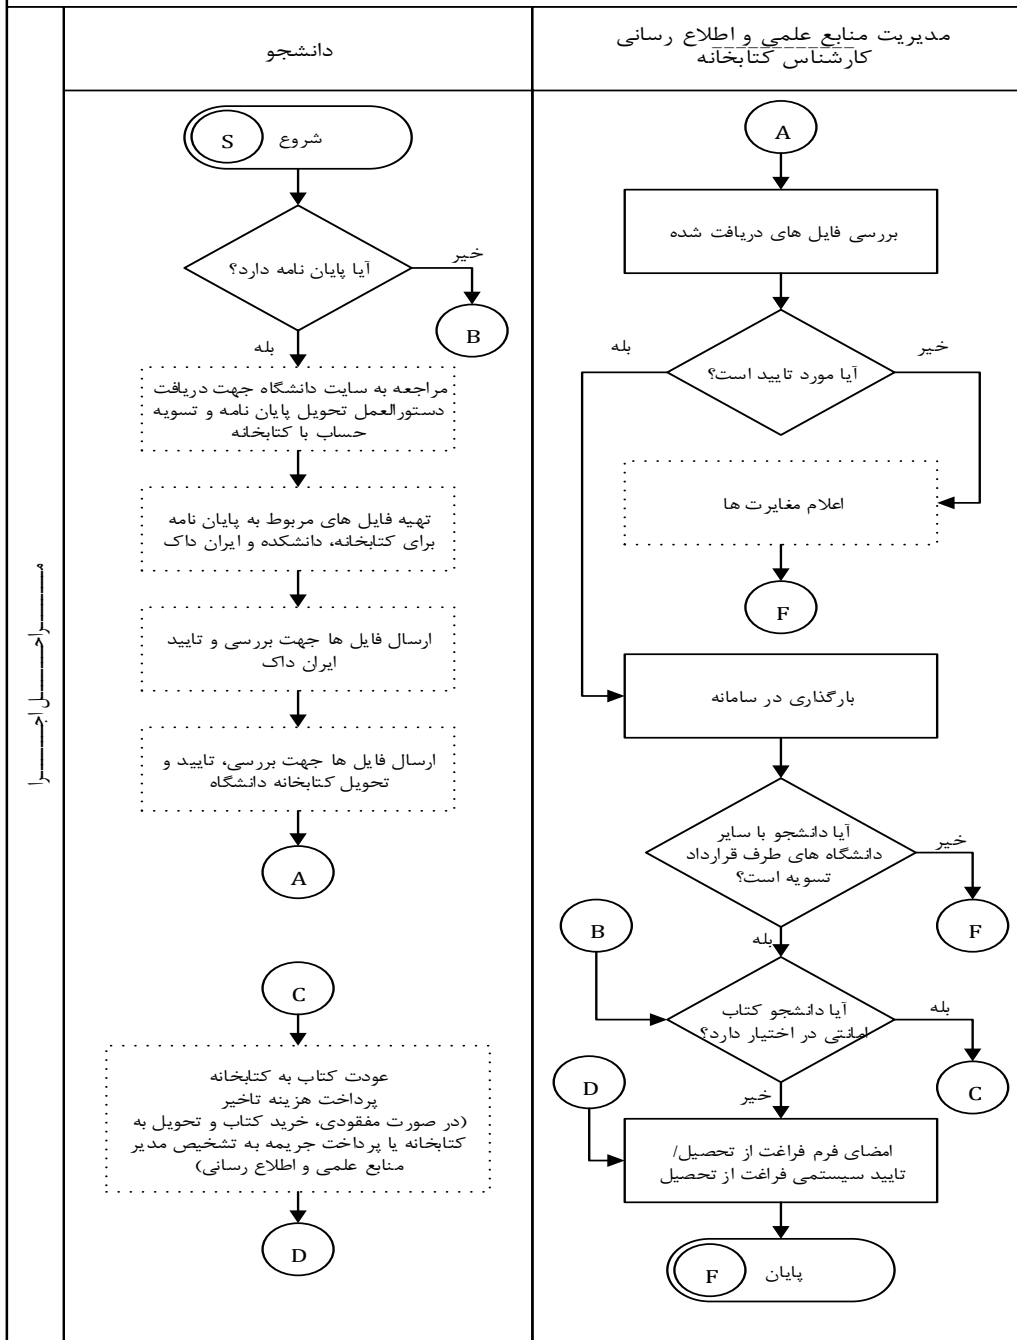 مدیریت منابع علمی و اطلاع رسانی
کارشناس کتابخانه
دانشجو
مـــراحـــل اجـــرا
شروع
S
آیا پایان نامه دارد؟
خیر
B
بله
مراجعه به سایت دانشگاه جهت دریافت
دستورالعمل تحویل پایان نامه و تسویه
حساب با کتابخانه
تهیه فایل های مربوط به پایان نامه
برای کتابخانه، دانشکده و ایران داک
ارسال فایل ها جهت بررسی و تایید
ایران داک
ارسال فایل ها جهت بررسی، تایید و
تحویل کتابخانه دانشگاه
A
C
عودت کتاب به کتابخانه
پرداخت هزینه تاخیر
(در صورت مفقودی، خرید کتاب و تحویل به
کتابخانه یا پرداخت جریمه به تشخیص مدیر
منابع علمی و اطلاع رسانی)
D
A
بررسی فایل های دریافت شده
آیا مورد تایید است؟
خیر
بله
اعلام مغایرت ها
F
بارگذاری در سامانه
آیا دانشجو با سایر
دانشگاه های طرف قرارداد
تسویه است؟
خیر
F
بله
B
آیا دانشجو کتاب
امانتی در اختیار دارد؟
بله
C
خیر
D
امضای فرم فراغت از تحصیل/
تایید سیستمی فراغت از تحصیل
پایان
F